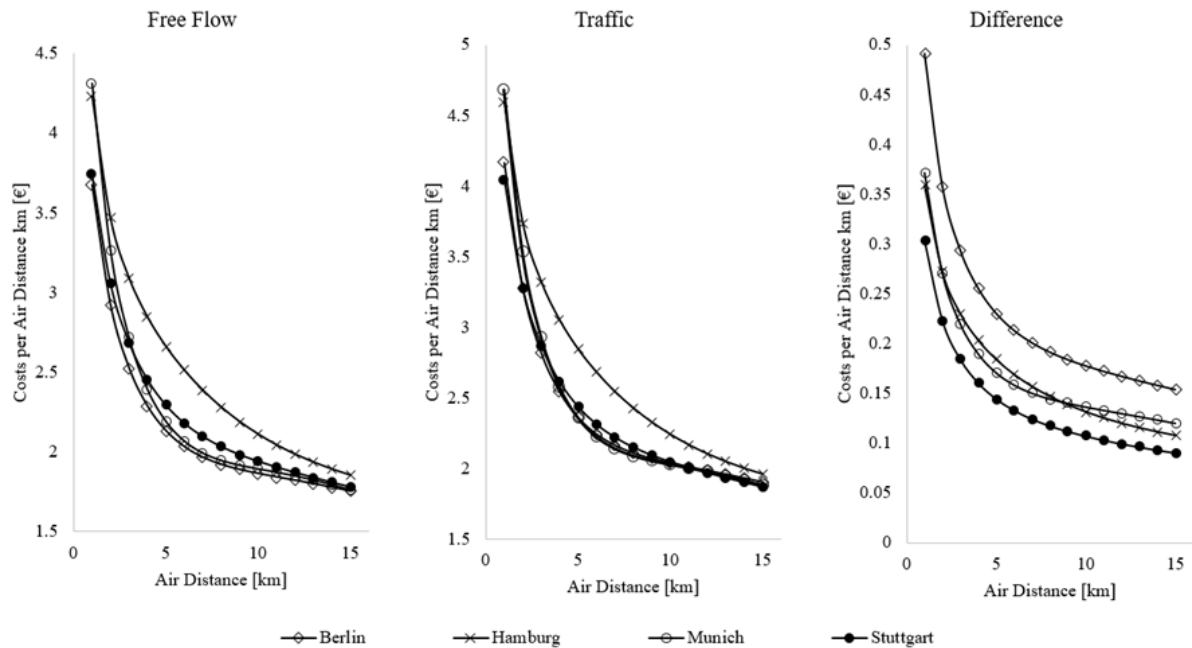 Free Flow
Traffic
Difference
Costs per Air Distance km [€]
4.5
4
3.5
3
2.5
2
1.5
0
5
10
15
Air Distance [km]
Costs per Air Distance km [€]
5
4.5
4
3.5
3
2.5
2
1.5
0
5
10
15
Air Distance [km]
Costs per Air Distance km [€]
0.5
0.45
0.4
0.35
0.3
0.25
0.2
0.15
0.1
0.05
0
0
5
10
15
Air Distance [km]
Berlin
Hamburg
Munich
Stuttgart